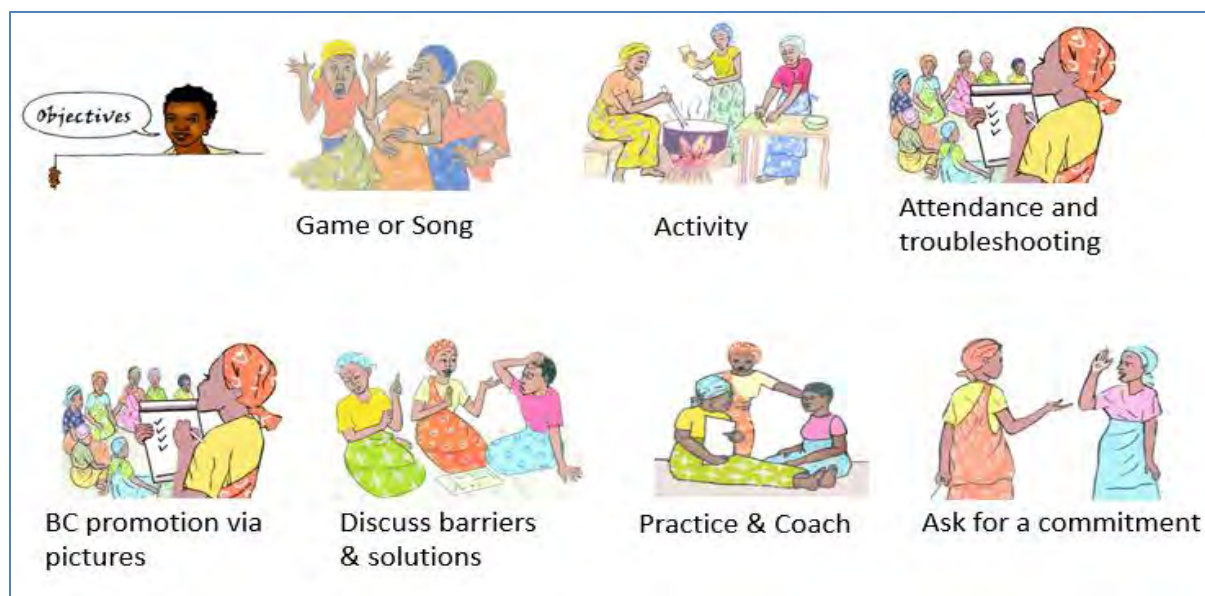 Objectives
Game or Song
Activity
Attendance and
troubleshooting
BC promotion via
pictures
Discuss barriers
& solutions
Practice & Coach
Ask for a commitment